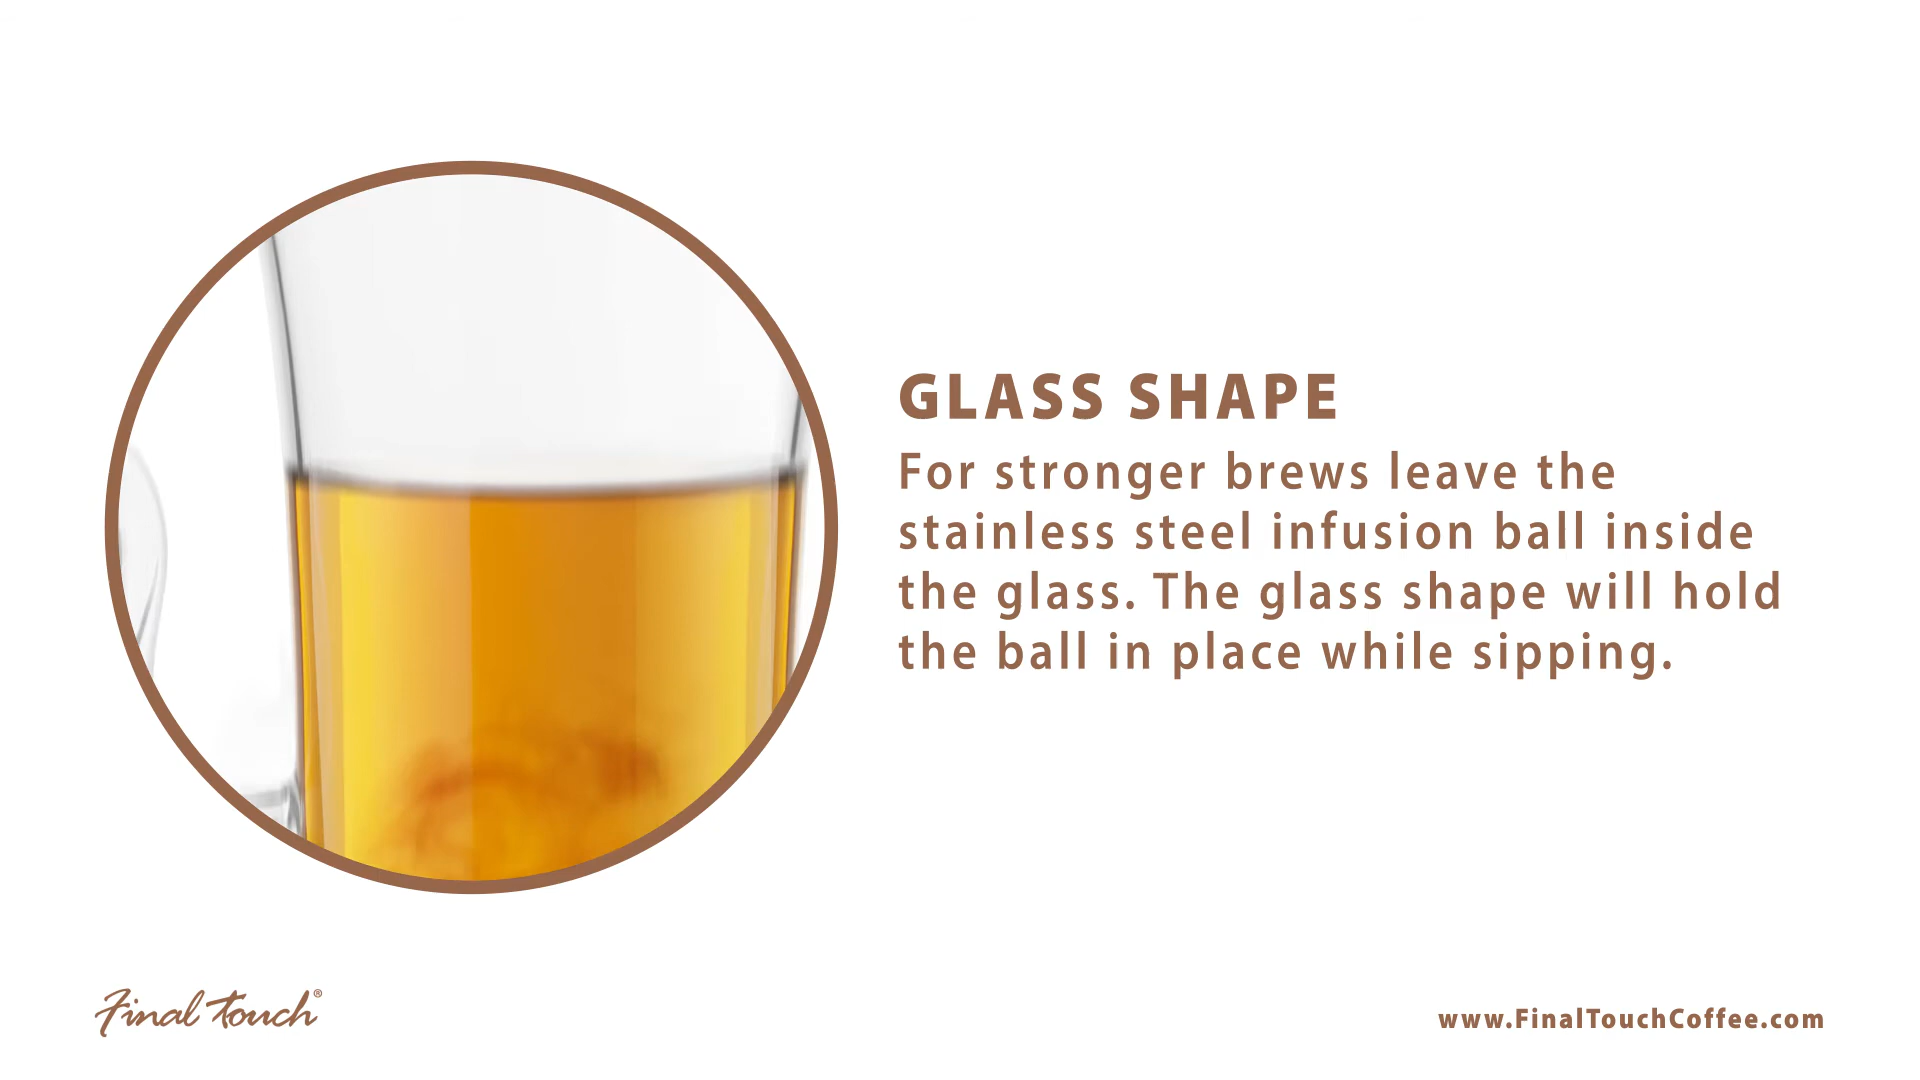 GLASS SHAPE
For stronger brews leave the
stainless steel infusion ball inside
the glass. The glass shape will hold
the ball in place while sipping.
Final Touch®
www.FinalTouchCoffee.com